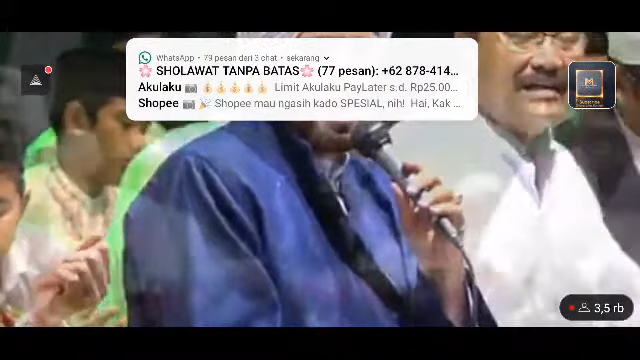 WhatsApp • 79 pesan dari 3 chat • sekarang
🌸 SHOLAWAT TANPA BATAS🌸 (77 pesan): +62 878-414...
Akulaku 📷 💰💰💰💰💰 Limit Akulaku PayLater s.d. Rp25.00...
Shopee 📷 🎉 Shopee mau ngasih kado SPESIAL, nih! Hai, Kak ...
Subscribe
3,5 rb